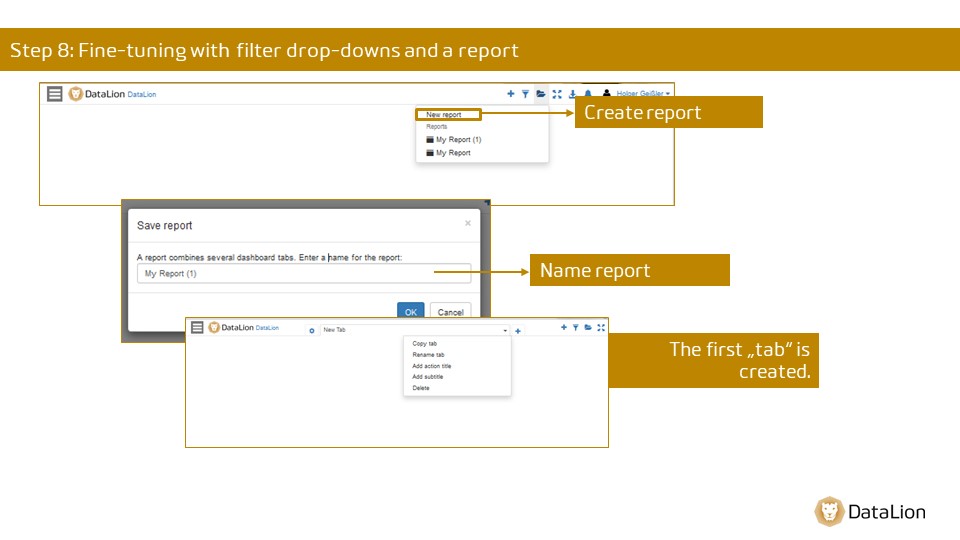 Step 8: Fine-tuning with filter drop-downs and a report
DataLion DataLion
Holger Geißler
New report
Reports
My Report (1)
My Report
Create report
Save report
×
A report combines several dashboard tabs. Enter a name for the report:
My Report (1)
Name report
OK Cancel
DataLion DataLion
New Tab
Copy tab
Rename tab
Add action title
Add subtitle
Delete
The first „tab” is
created.
DataLion